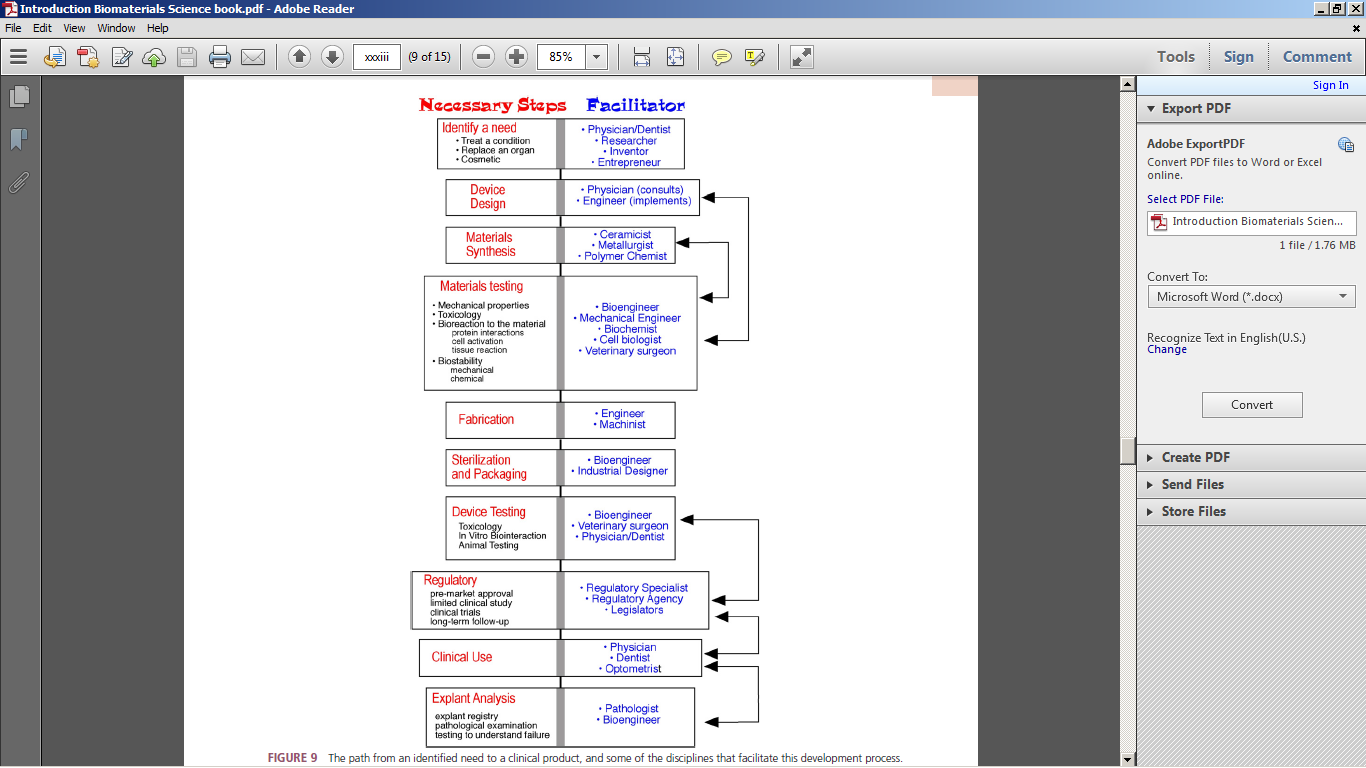 Introduction Biomaterials Science book.pdf - Adobe Reader
File Edit View Window Help
xxxiii (9 of 15) 85% Tools Sign Comment
Necessary Steps Facilitator
Identify a need
• Treat a condition
• Replace an organ
• Cosmetic
• Physician/Dentist
• Researcher
• Inventor
• Entrepreneur
Device
Design
• Physician (consults)
• Engineer (implements)
Materials
Synthesis
• Ceramicist
• Metallurgist
• Polymer Chemist
Materials testing
• Mechanical properties
• Toxicology
• Bioreaction to the material
protein interactions
cell activation
tissue reaction
• Biostability
mechanical
chemical
• Bioengineer
• Mechanical Engineer
• Biochemist
• Cell biologist
• Veterinary surgeon
Fabrication
• Engineer
• Machinist
Sterilization
and Packaging
• Bioengineer
• Industrial Designer
Device Testing
Toxicology
In Vitro Biointeraction
Animal Testing
• Bioengineer
• Veterinary surgeon
• Physician/Dentist
Regulatory
pre-market approval
limited clinical study
clinical trials
long-term follow-up
• Regulatory Specialist
• Regulatory Agency
• Legislators
Clinical Use
• Physician
• Dentist
• Optometrist
Explant Analysis
explant registry
pathological examination
testing to understand failure
• Pathologist
• Bioengineer
FIGURE 9 The path from an identified need to a clinical product, and some of the disciplines that facilitate this development process.
Sign In
Export PDF
Adobe ExportPDF
Convert PDF files to Word or Excel
online.
Select PDF File:
Introduction Biomaterials Scien...
1 file / 1.76 MB
Convert To:
Microsoft Word (*.docx)
Recognize Text in English(U.S.)
Change
Convert
Create PDF
Send Files
Store Files